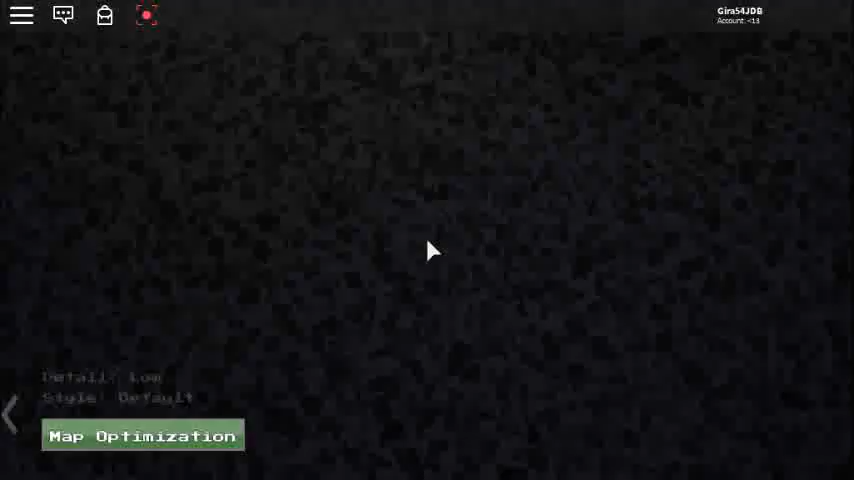 Gira54JDB
Account: <13
Detail: Low
Style: Default
Map Optimization